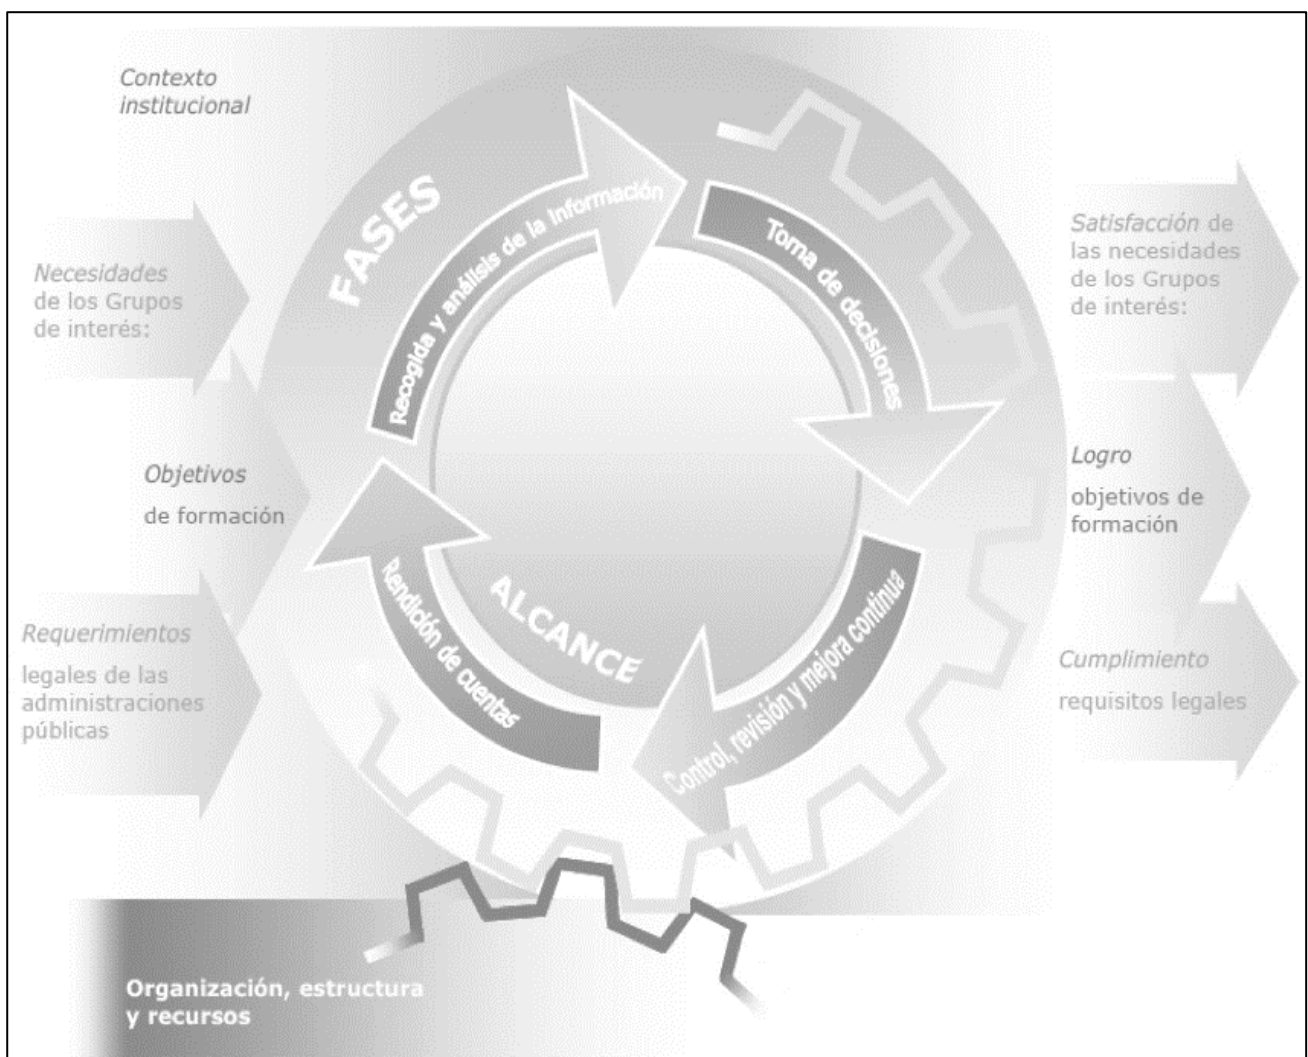 Contexto
institucional
FASES
Recogida y análisis de la Información
Toma de decisiones
Necesidades
de los Grupos
de interés:
Satisfacción de
las necesidades
de los Grupos
de interés:
Objetivos
de formación
Logro
objetivos de
formación
ALCANCE
Rendición de cuentas
Control, revisión y mejora continua
Requerimientos
legales de las
administraciones
públicas
Cumplimiento
requisitos legales
Organización, estructura
y recursos